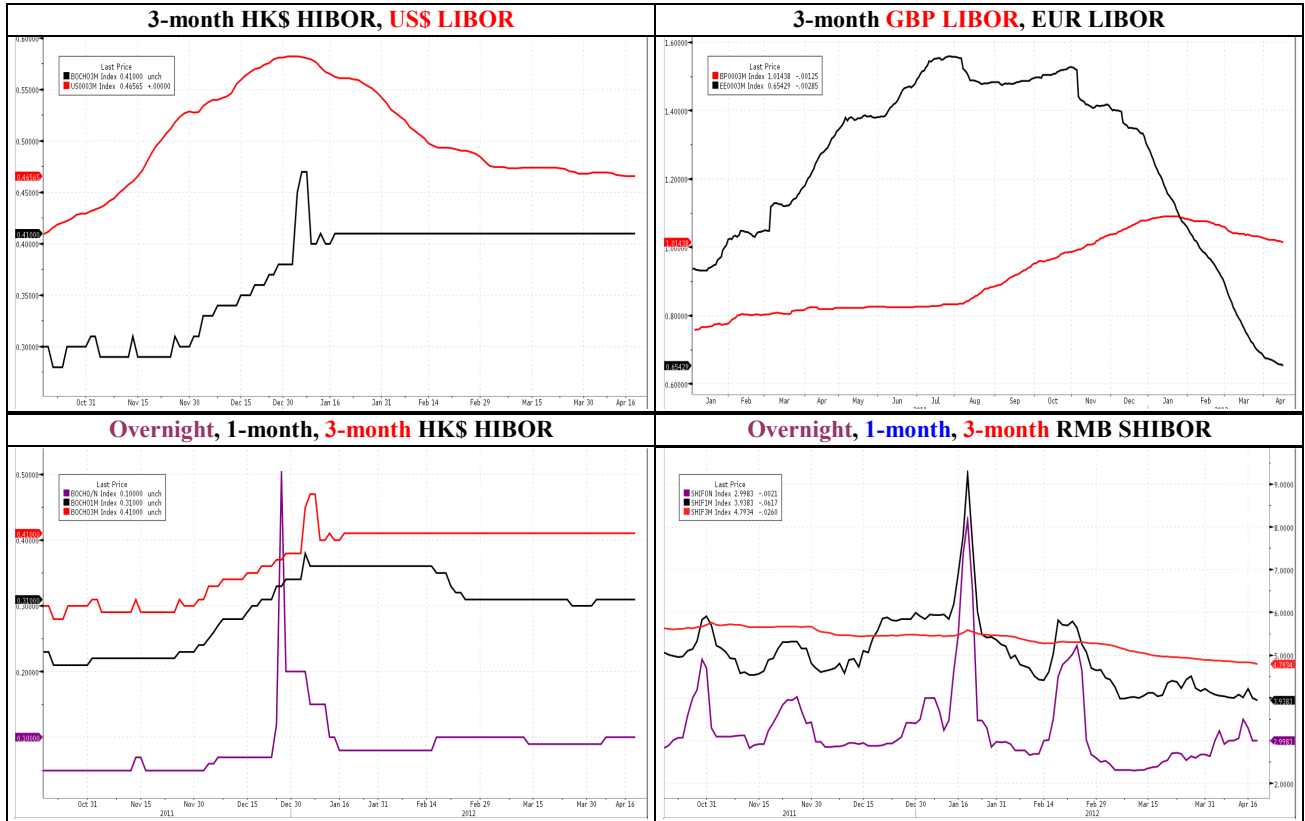 3-month HK$ HIBOR, US$ LIBOR
0.60000
Last Price
BOCHO3M Index 0.41000 unch
US0003M Index 0.46565 +.00000
0.55000
0.50000
0.46565
0.45000
0.41000
0.40000
0.35000
0.30000
Oct 31 Nov 15 Nov 30 Dec 15 Dec 30 Jan 16 Jan 31 Feb 14 Feb 29 Mar 15 Mar 30 Apr 16
3-month GBP LIBOR, EUR LIBOR
1.60000
Last Price
BP0003M Index 1.01438 -.00125
EE0003M Index 0.65429 -.00285
1.40000
1.20000
1.01438
1.00000
0.80000
0.65429
0.60000
Jan Feb Mar Apr May Jun Jul Aug Sep Oct Nov Dec Jan Feb Mar Apr
Overnight, 1-month, 3-month HK$ HIBOR
0.50000
Last Price
BOCHO/N Index 0.10000 unch
BOCHO1M Index 0.31000 unch
BOCHO3M Index 0.41000 unch
0.41000
0.40000
0.31000
0.30000
0.20000
0.10000
Oct 31 Nov 15 Nov 30 Dec 15 Dec 30 Jan 16 Jan 31 Feb 14 Feb 29 Mar 15 Mar 30 Apr 16
2011 2012
Overnight, 1-month, 3-month RMB SHIBOR
Last Price
SHIFON Index 2.9983 -.0021
SHIF1M Index 3.9383 -.0617
SHIF3M Index 4.7934 -.0260
9.0000
8.0000
7.0000
6.0000
5.0000
4.7934
3.9383
2.9983
2.0000
Oct 31 Nov 15 Nov 30 Dec 15 Dec 30 Jan 16 Jan 31 Feb 14 Feb 29 Mar 15 Mar 31 Apr 16
2011 2012